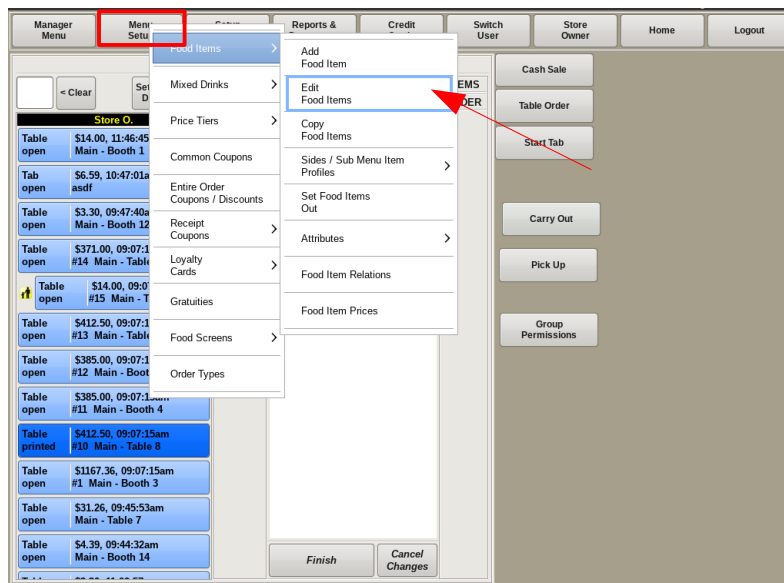 Manager
Menu
Menu
Setup
Reports &
Credit
Switch
User
Store
Owner
Home
Logout
< Clear
Set
D
EMS
DER
Store O.
Table
open
$14.00, 11:46:45
Main - Booth 1
Tab
open
$6.59, 10:47:01a
asdf
Table
open
$3.30, 09:47:40a
Main - Booth 12
Table
open
$371.00, 09:07:1
#14 Main - Table
Table
open
$14.00, 09:0
#15 Main - T
Table
open
$412.50, 09:07:1
#13 Main - Table
Table
open
$385.00, 09:07:1
#12 Main - Boot
Table
open
$385.00, 09:07:15am
#11 Main - Booth 4
Table
printed
$412.50, 09:07:15am
#10 Main - Table 8
Table
open
$1167.36, 09:07:15am
#1 Main - Booth 3
Table
open
$31.26, 09:45:53am
Main - Table 7
Table
open
$4.39, 09:44:32am
Main - Booth 14
Food Items
Mixed Drinks
Price Tiers
Common Coupons
Entire Order
Coupons / Discounts
Receipt
Coupons
Loyalty
Cards
Gratuities
Food Screens
Order Types
Add
Food Item
Edit
Food Items
Copy
Food Items
Sides / Sub Menu Item
Profiles
Set Food Items
Out
Attributes
Food Item Relations
Food Item Prices
Cash Sale
Table Order
Start Tab
Carry Out
Pick Up
Group
Permissions
Finish
Cancel
Changes